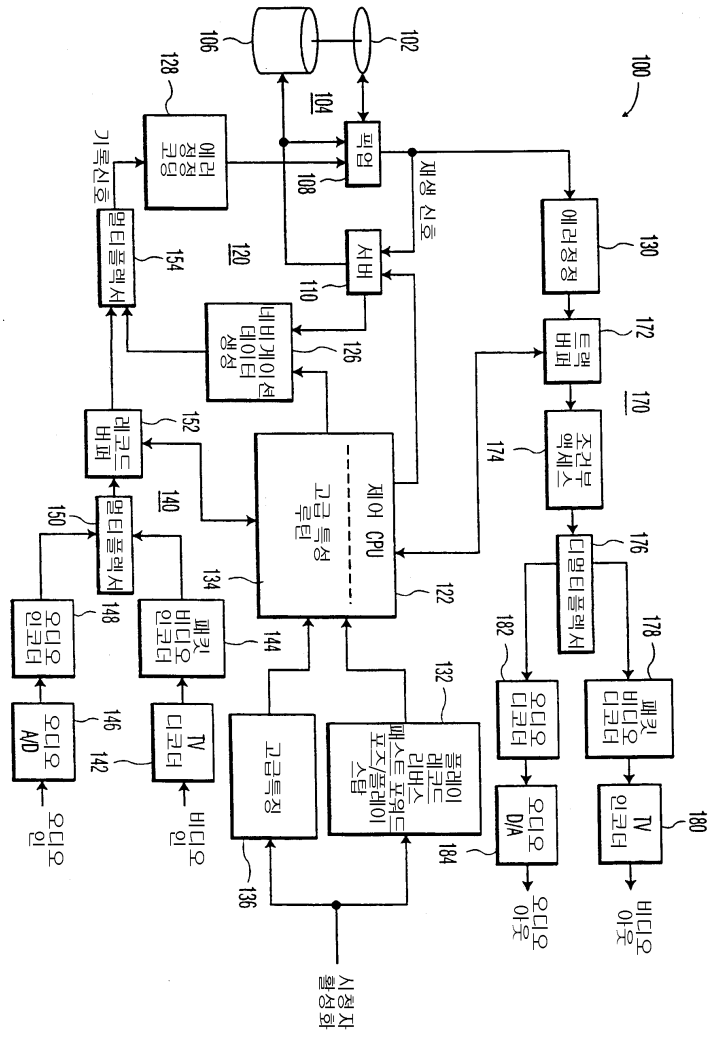 100
130
에러정정
172
트랙
버퍼
170
174
조건부
액세스
176
디멀티플렉서
178
패킷
비디오
디코더
180
TV
인코더
비디오
아웃
182
오디오
디코더
184
오디오
D/A
오디오
아웃
102
106
104
픽업
108
재생 신호
서버
110
제어 CPU
122
고급 특성
루틴
134
132
플레이
레코드
리버스
패스트 포워드
포즈/플레이
스탑
고급특징
136
시청자
활성화
128
에러
정정
코딩
기록신호
120
126
네비게이션
데이터
생성
멀티플렉서
154
152
레코드
버퍼
140
150
멀티플렉서
144
패킷
비디오
인코더
142
TV
디코더
비디오
인
148
오디오
인코더
146
오디오
A/D
오디오
인